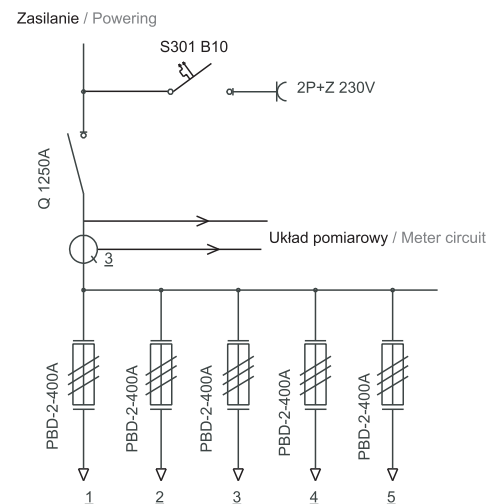 Zasilanie / Powering
S301 B10
2P+Z 230V
Q 1250A
Układ pomiarowy / Meter circuit
3
PBD-2-400A
PBD-2-400A
PBD-2-400A
PBD-2-400A
PBD-2-400A
1 2 3 4 5